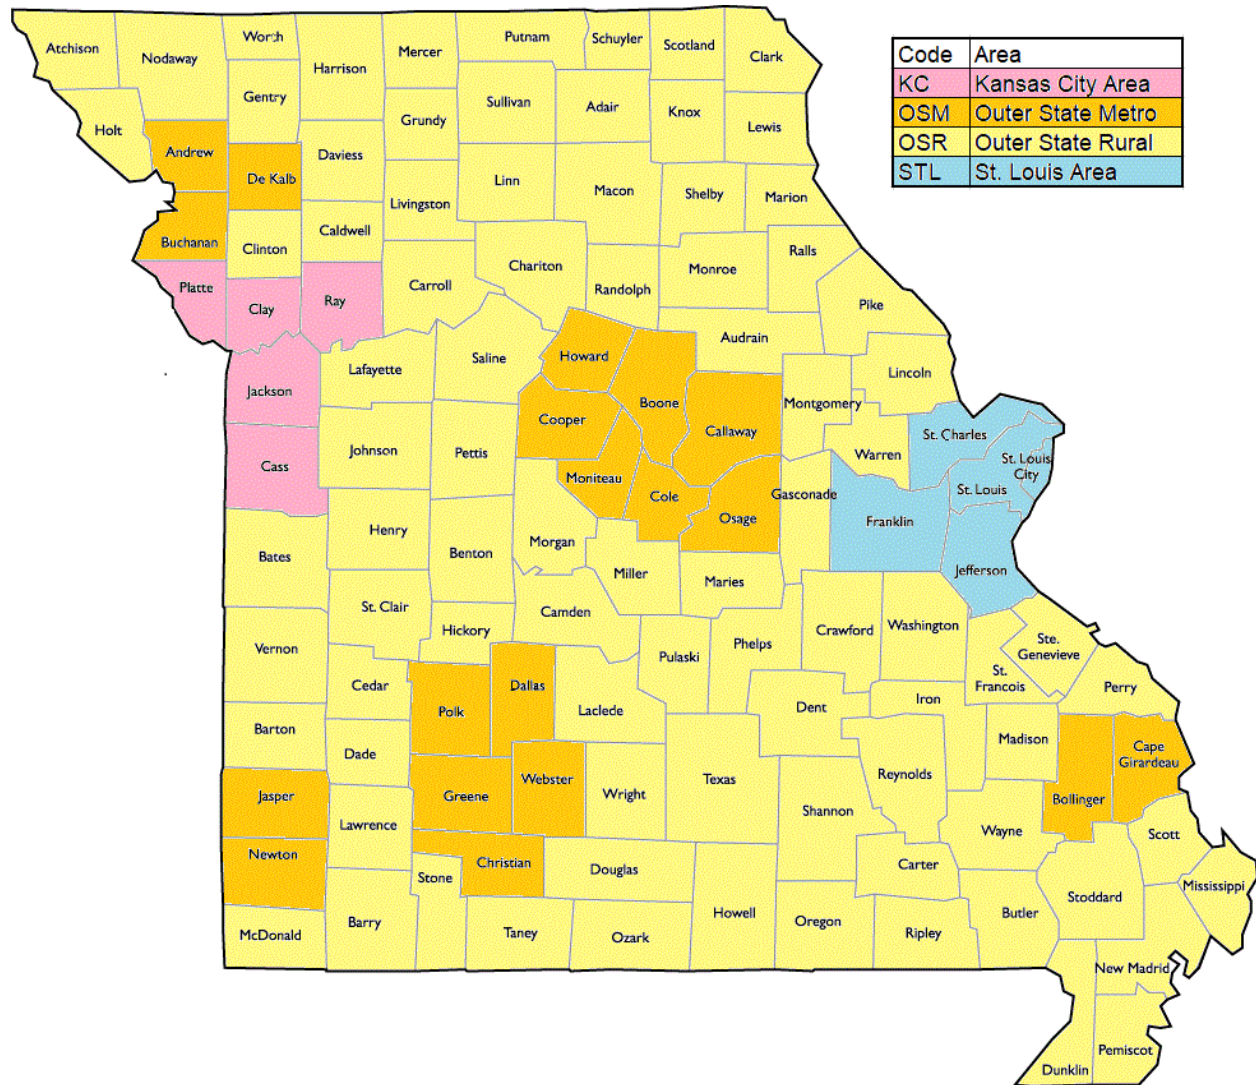 Code Area
KC Kansas City Area
OSM Outer State Metro
OSR Outer State Rural
STL St. Louis Area
Atchison
Nodaway
Worth
Harrison
Mercer
Putnam
Schuyler
Scotland
Clark
Holt
Gentry
Grundy
Sullivan
Adair
Knox
Lewis
Andrew
De Kalb
Daviess
Livingston
Linn
Macon
Shelby
Marion
Buchanan
Clinton
Caldwell
Carroll
Chariton
Randolph
Monroe
Ralls
Platte
Clay
Ray
Saline
Howard
Boone
Audrain
Pike
Jackson
Lafayette
Cooper
Callaway
Montgomery
Lincoln
Cass
Johnson
Pettis
Moniteau
Cole
Osage
Gasconade
Warren
St. Charles
St. Louis
City
St. Louis
Franklin
Jefferson
Bates
Henry
Benton
Morgan
Miller
Maries
Vernon
St. Clair
Hickory
Camden
Pulaski
Phelps
Crawford
Washington
Ste.
Genevieve
St.
Francois
Perry
Cedar
Polk
Dallas
Laclede
Dent
Iron
Madison
Bollinger
Cape
Girardeau
Barton
Dade
Greene
Webster
Wright
Texas
Shannon
Reynolds
Wayne
Scott
Jasper
Lawrence
Newton
Stone
Christian
Douglas
Howell
Oregon
Carter
Ripley
Butler
Stoddard
Mississippi
McDonald
Barry
Taney
Ozark
New Madrid
Dunklin
Pemiscot